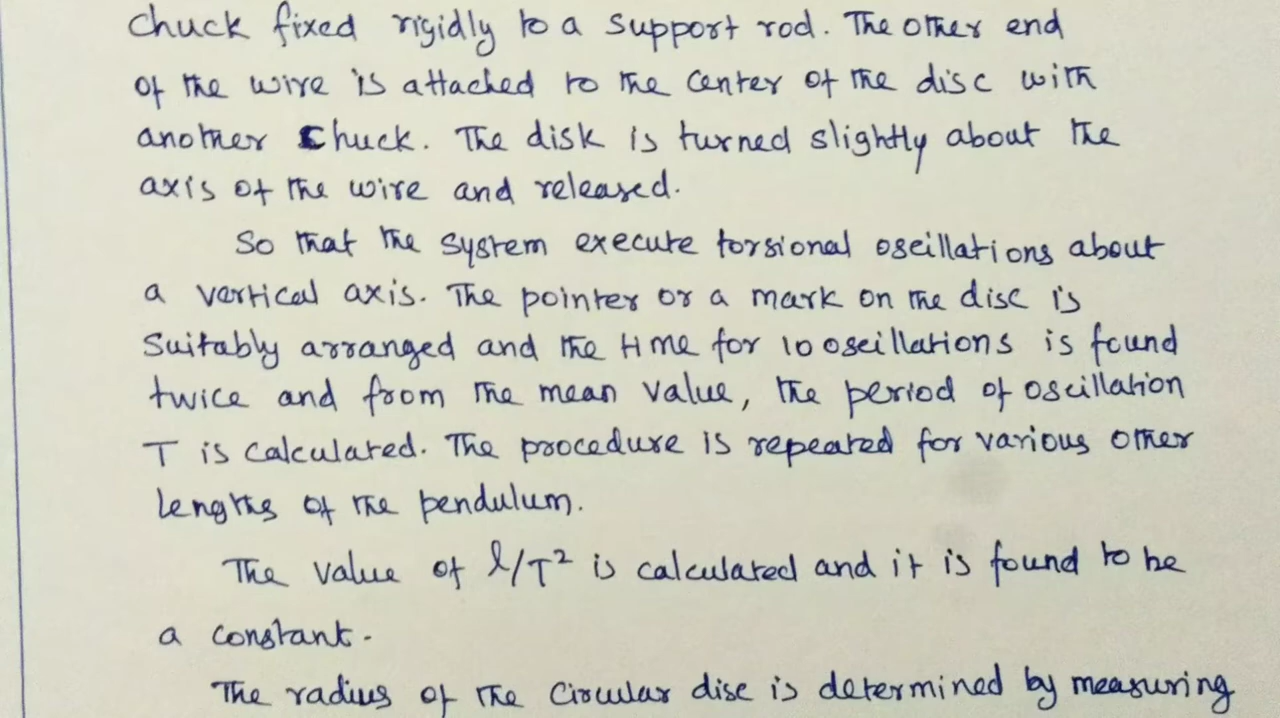 chuck fixed rigidly to a support rod. The other end
of the wire is attached to the center of the disc with
another chuck. The disk is turned slightly about the
axis of the wire and released.
So that the system execute torsional oscillations about
a vertical axis. The pointer or a mark on the disc is
suitably arranged and the time for 10 oscillations is found
twice and from the mean value, the period of oscillation
T is calculated. The procedure is repeated for various other
lengths of the pendulum.
The value of l/T² is calculated and it is found to be
a constant.
The radius of the circular disc is determined by measuring